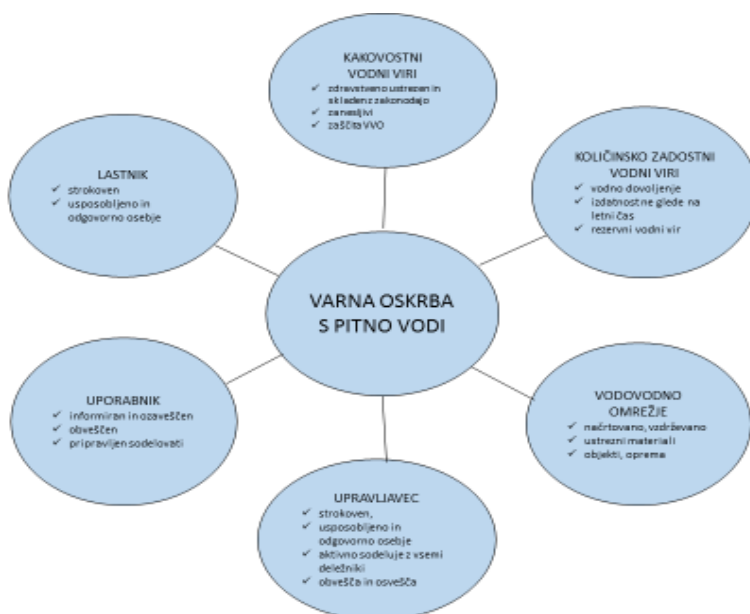 KAKOVOSTNI
VODNI VIRI
✓ zdravstveno ustrezen in
skladen z zakonodajo
✓ zanesljivi
✓ zaščita VVO
KOLIČINSKO ZADOSTNI
VODNI VIRI
✓ vodno dovoljenje
✓ izdatnostne glede na
letni čas
✓ rezervni vodni vir
LASTNIK
✓ strokoven
✓ usposobljeno in
odgovorno osebje
VARNA OSKRBA
S PITNO VODI
UPORABNIK
✓ informiran in ozaveščen
✓ obveščen
✓ pripravljen sodelovati
VODOVODNO
OMREŽJE
✓ načrtovano, vzdrževano
✓ ustrezni materiali
✓ objekti, oprema
UPRAVLJAVEC
✓ strokoven,
✓ usposobljeno in
odgovorno osebje
✓ aktivno sodeluje z vsemi
deležniki
✓ obvešča in osvešča